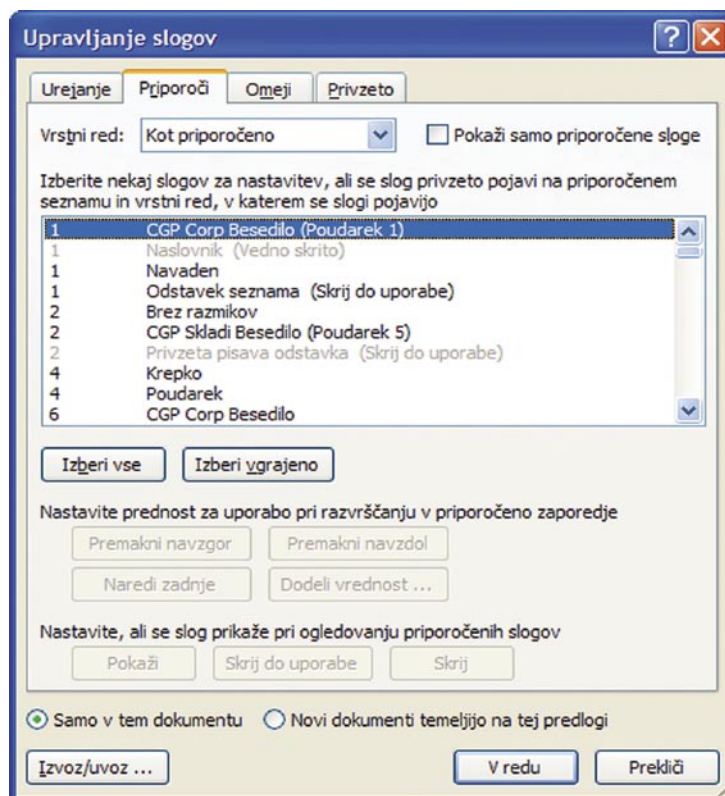 Upravljanje slogov
Urejanje Priporoči Omeji Privzeto
Vrstni red: Kot priporočeno Pokaži samo priporočene sloge
Izberite nekaj slogov za nastavitev, ali se slog privzeto pojavi na priporočenem
seznamu in vrstni red, v katerem se slogi pojavijo
1 CGP Corp Besedilo (Poudarek 1)
1 Naslovnik (Vedno skrito)
1 Navaden
1 Odstavek seznama (Skrij do uporabe)
2 Brez razmikov
2 CGP Skladi Besedilo (Poudarek 5)
2 Privzeta pisava odstavka (Skrij do uporabe)
4 Krepko
4 Poudarek
6 CGP Corp Besedilo
Izberi vse Izberi vgrajeno
Nastavite prednost za uporabo pri razvrščanju v priporočeno zaporedje
Premakni navzgor Premakni navzdol
Naredi zadnje Dodeli vrednost ...
Nastavite, ali se slog prikaže pri ogledovanju priporočenih slogov
Pokaži Skrij do uporabe Skrij
Samo v tem dokumentu Novi dokumenti temeljijo na tej predlogi
Izvoz/uvoz ... V redu Prekliči